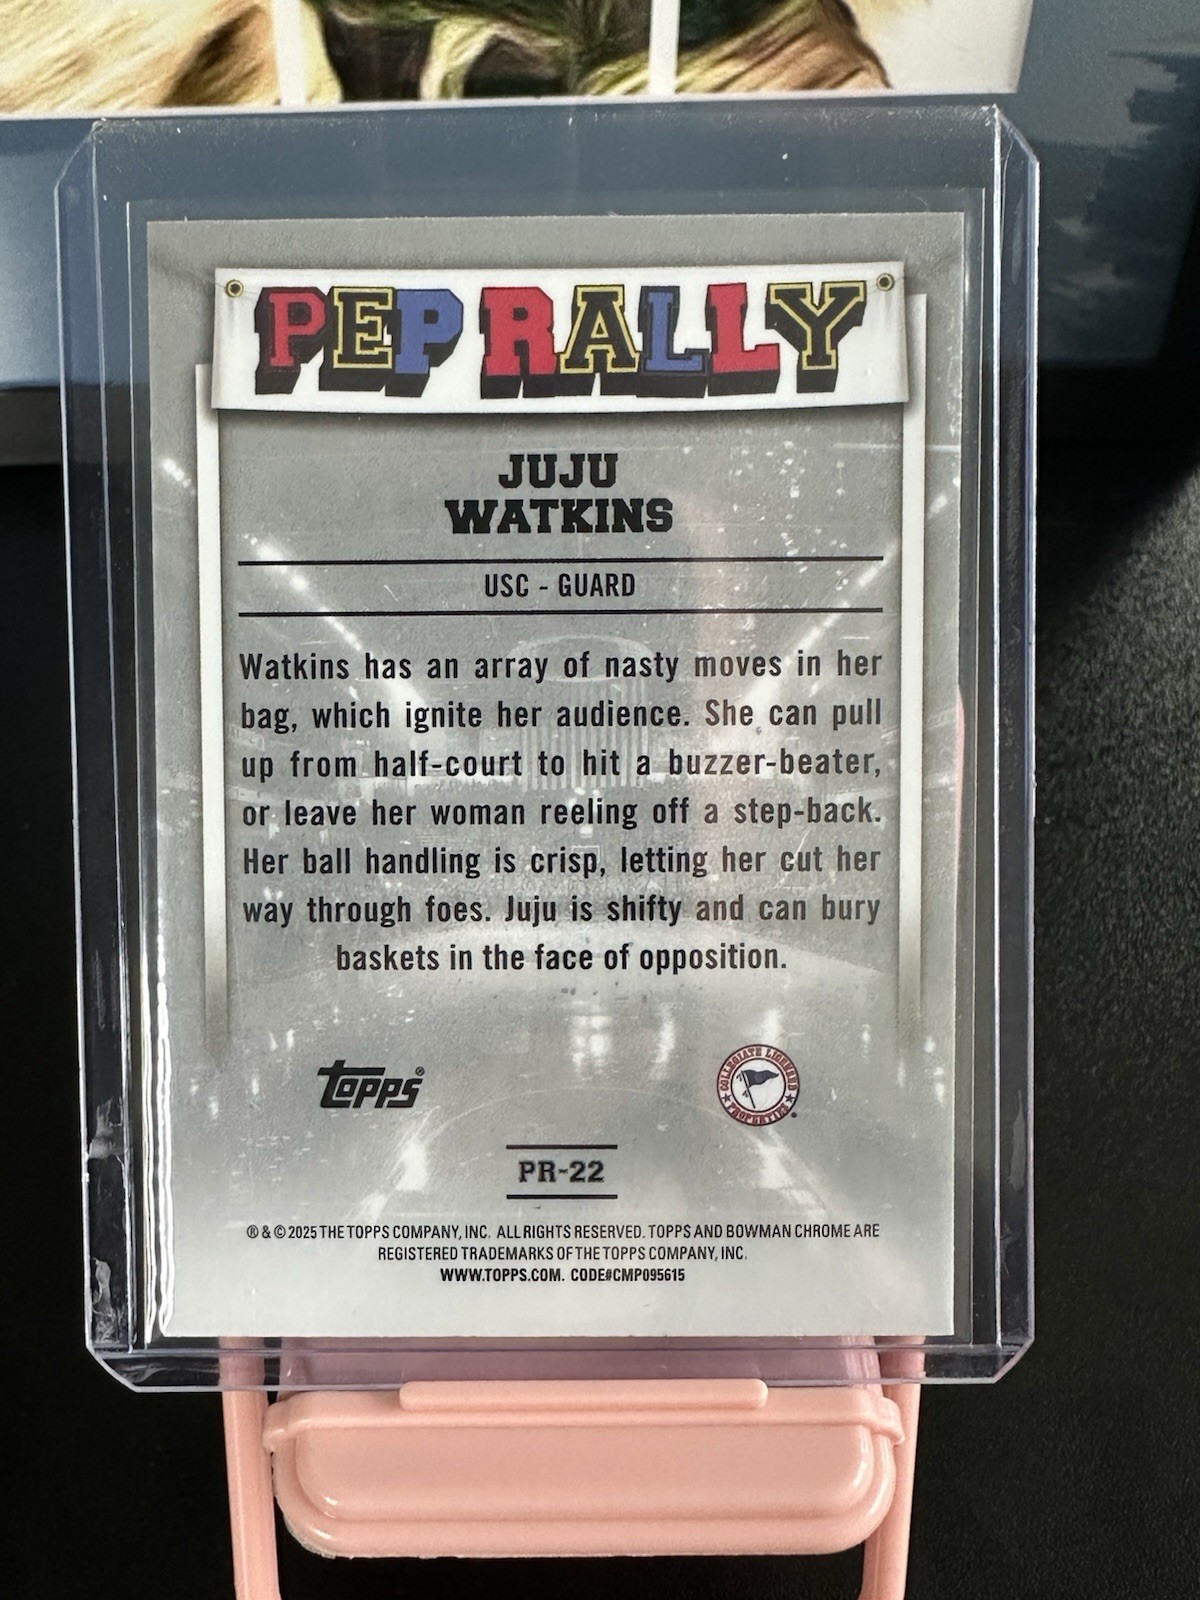 PEP RALLY
JUJU
WATKINS
USC - GUARD
Watkins has an array of nasty moves in her
bag, which ignite her audience. She can pull
up from half-court to hit a buzzer-beater,
or leave her woman reeling off a step-back.
Her ball handling is crisp, letting her cut her
way through foes. Juju is shifty and can bury
baskets in the face of opposition.
topps®
COLLEGIATE LICENSED
PROPERTIES
PR-22
® & © 2025 THE TOPPS COMPANY, INC. ALL RIGHTS RESERVED. TOPPS AND BOWMAN CHROME ARE
REGISTERED TRADEMARKS OF THE TOPPS COMPANY, INC.
WWW.TOPPS.COM. CODE#CMP095615